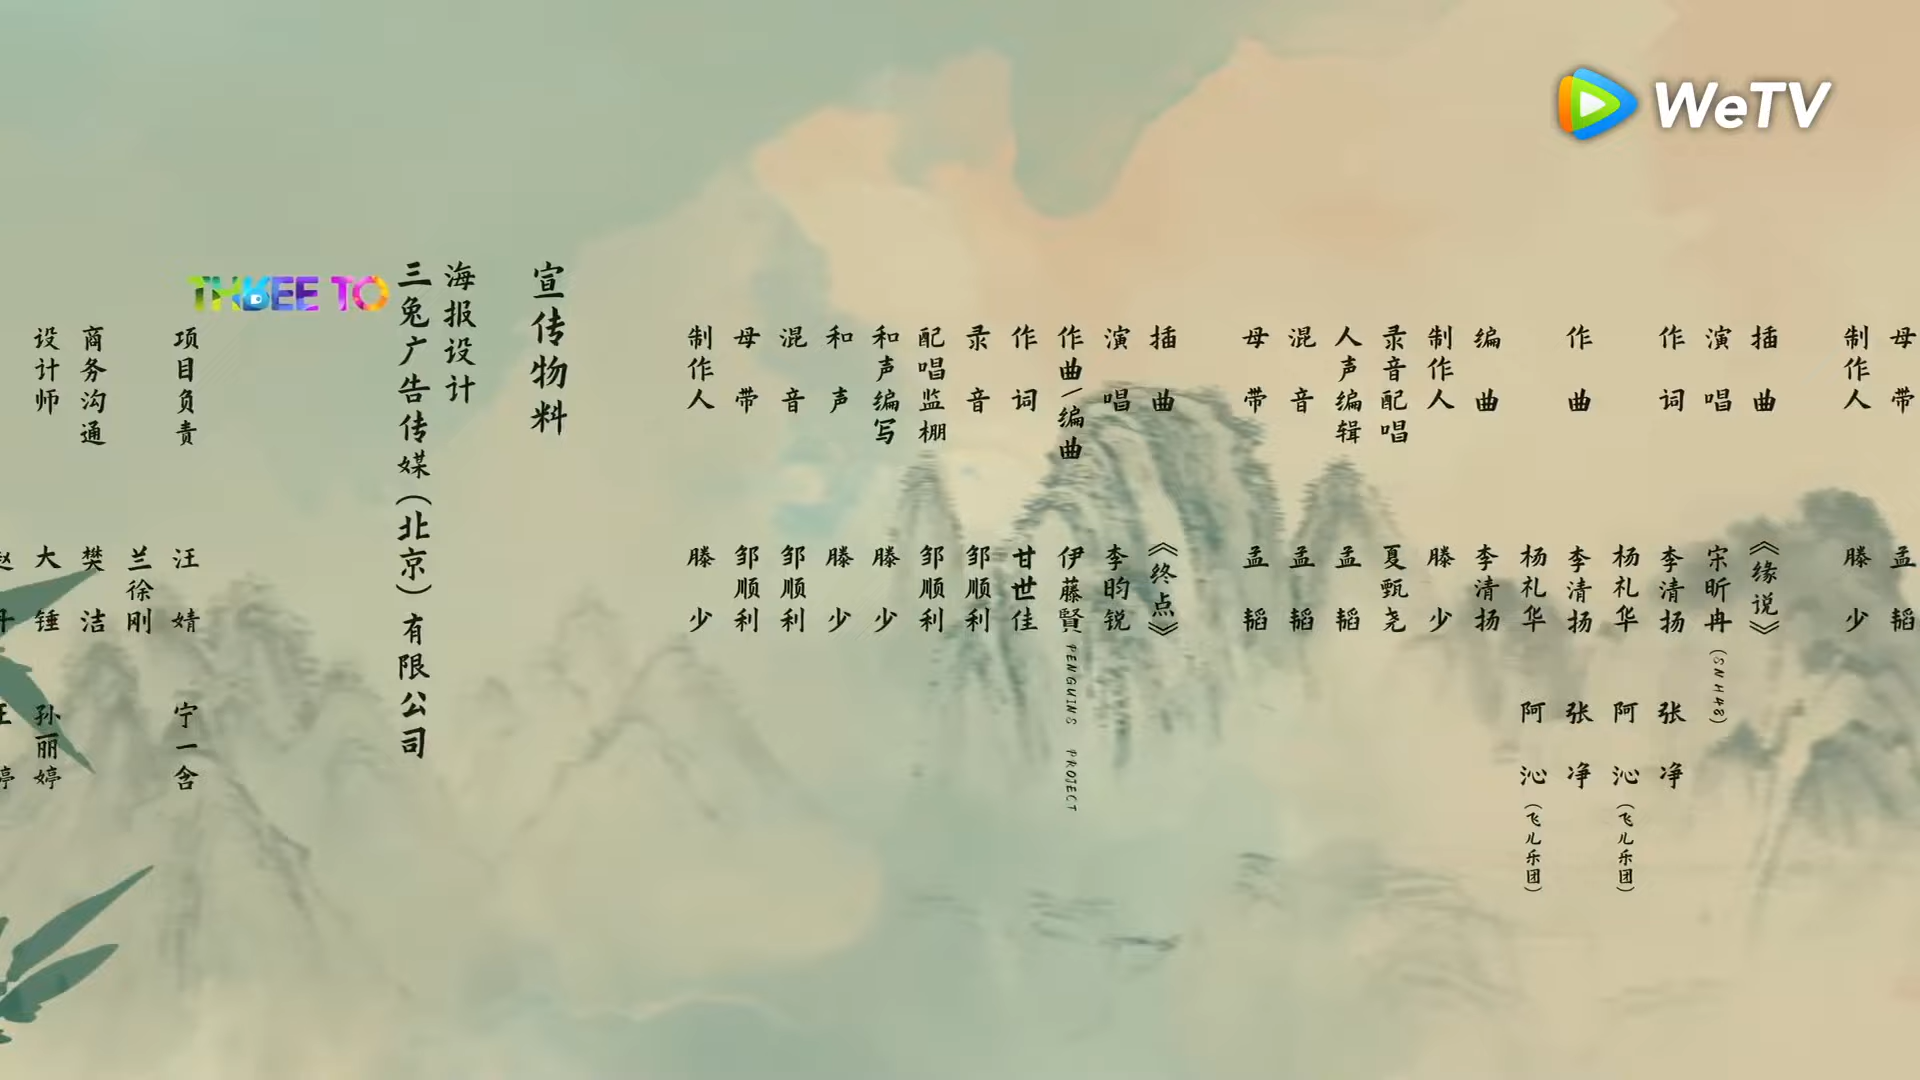 WeTV
母带 孟韬
制作人 滕少
插曲 《缘说》
演唱 宋昕冉(SNH48)
作词 李清扬 张净
杨礼华 阿沁(飞儿乐团)
作曲 李清扬 张净
杨礼华 阿沁(飞儿乐团)
编曲 李清扬
制作人 滕少
录音配唱 夏甄尧
人声编辑 孟韬
混音 孟韬
母带 孟韬
插曲 《终点》
演唱 李昀锐
作曲/编曲 伊藤賢 PENGUINS PROJECT
作词 甘世佳
录音 邹顺利
配唱监棚 邹顺利
和声编写 滕少
和声 滕少
混音 邹顺利
母带 邹顺利
制作人 滕少
宣传物料
海报设计
三兔广告传媒(北京)有限公司
THREE TO
项目负责 汪婧 宁一含
兰徐刚
商务沟通 樊洁
设计师 大锤 孙丽婷